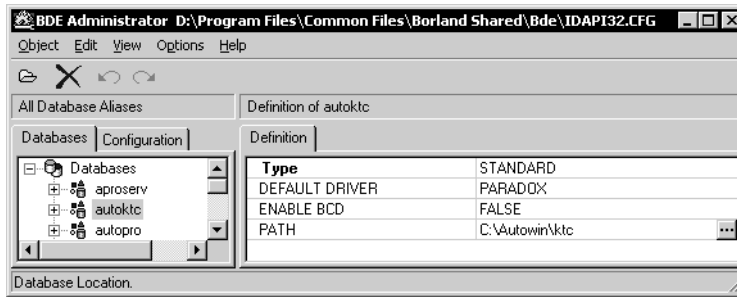 BDE Administrator D:\Program Files\Common Files\Borland Shared\Bde\IDAPI32.CFG
Object Edit View Options Help
All Database Aliases
Definition of autoktc
Databases Configuration
Definition
Databases
aproserv
autoktc
autopro
Type STANDARD
DEFAULT DRIVER PARADOX
ENABLE BCD FALSE
PATH C:\Autowin\ktc ...
Database Location.